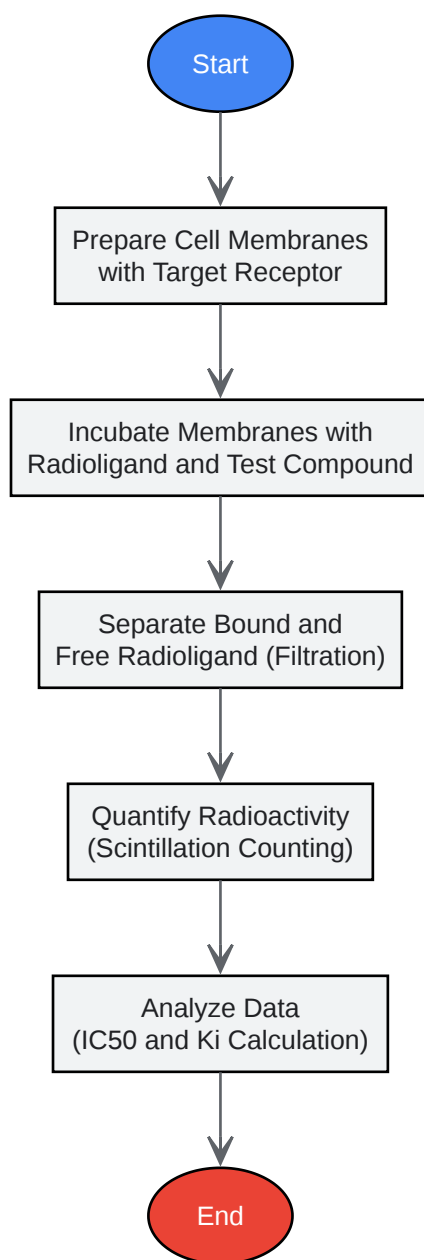 Start
Prepare Cell Membranes
with Target Receptor
Incubate Membranes with
Radioligand and Test Compound
Separate Bound and
Free Radioligand (Filtration)
Quantify Radioactivity
(Scintillation Counting)
Analyze Data
(IC50 and Ki Calculation)
End